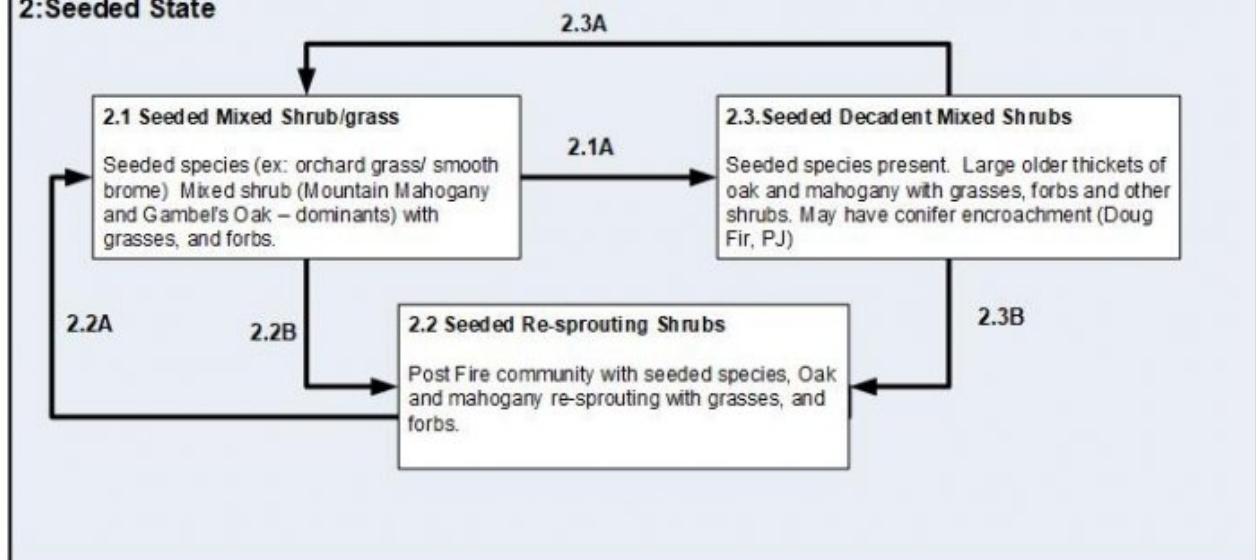 2:Seeded State
2.3A
2.1 Seeded Mixed Shrub/grass
Seeded species (ex: orchard grass/ smooth
brome)  Mixed shrub (Mountain Mahogany
and Gambel's Oak – dominants) with
grasses, and forbs.
2.1A
2.3.Seeded Decadent Mixed Shrubs
Seeded species present.  Large older thickets of
oak and mahogany with grasses, forbs and other
shrubs. May have conifer encroachment (Doug
Fir, PJ)
2.2A
2.2B
2.2 Seeded Re-sprouting Shrubs
Post Fire community with seeded species, Oak
and mahogany re-sprouting with grasses, and
forbs.
2.3B